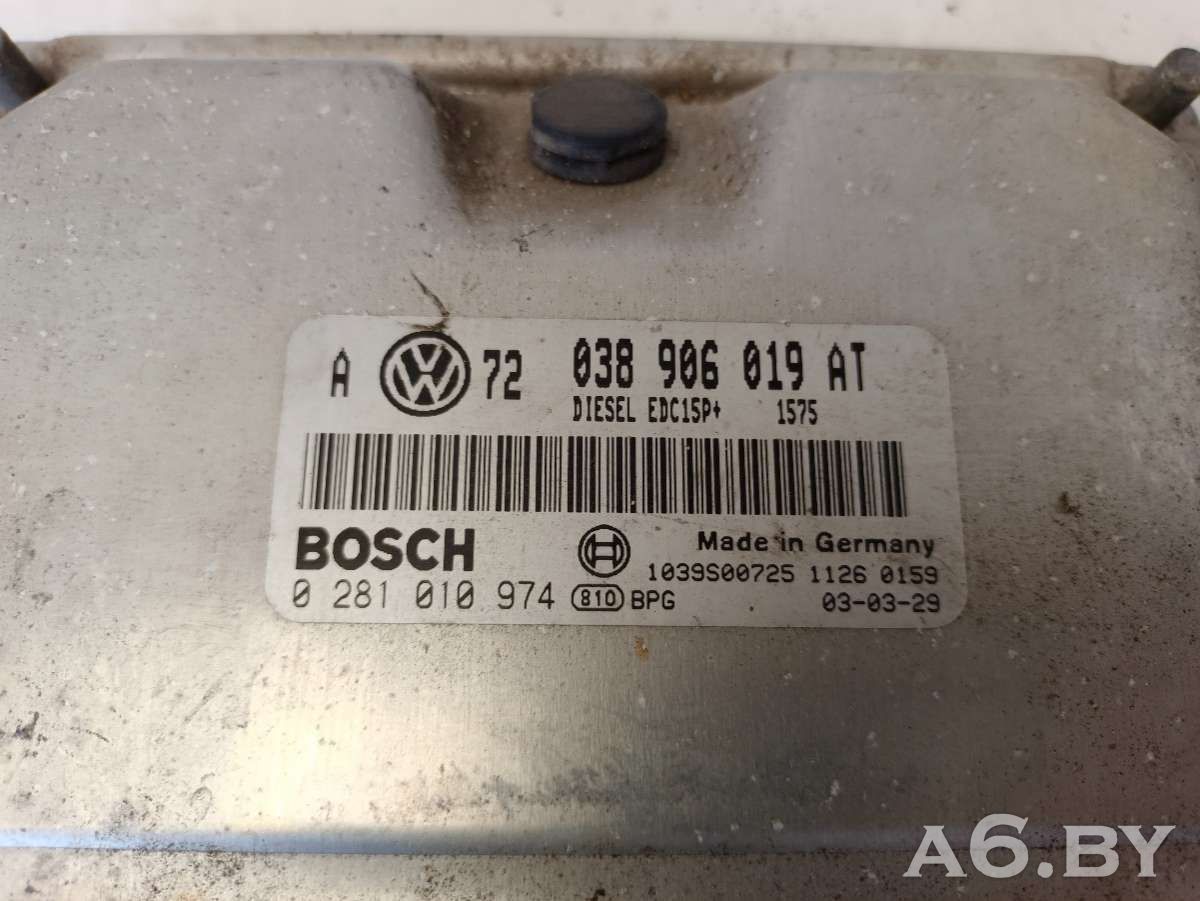 A VW 72 038 906 019 AT
DIESEL EDC15P+ 1575
BOSCH Made in Germany
1039S00725 1126 0159
0 281 010 974 810 BPG 03-03-29
A6.BY